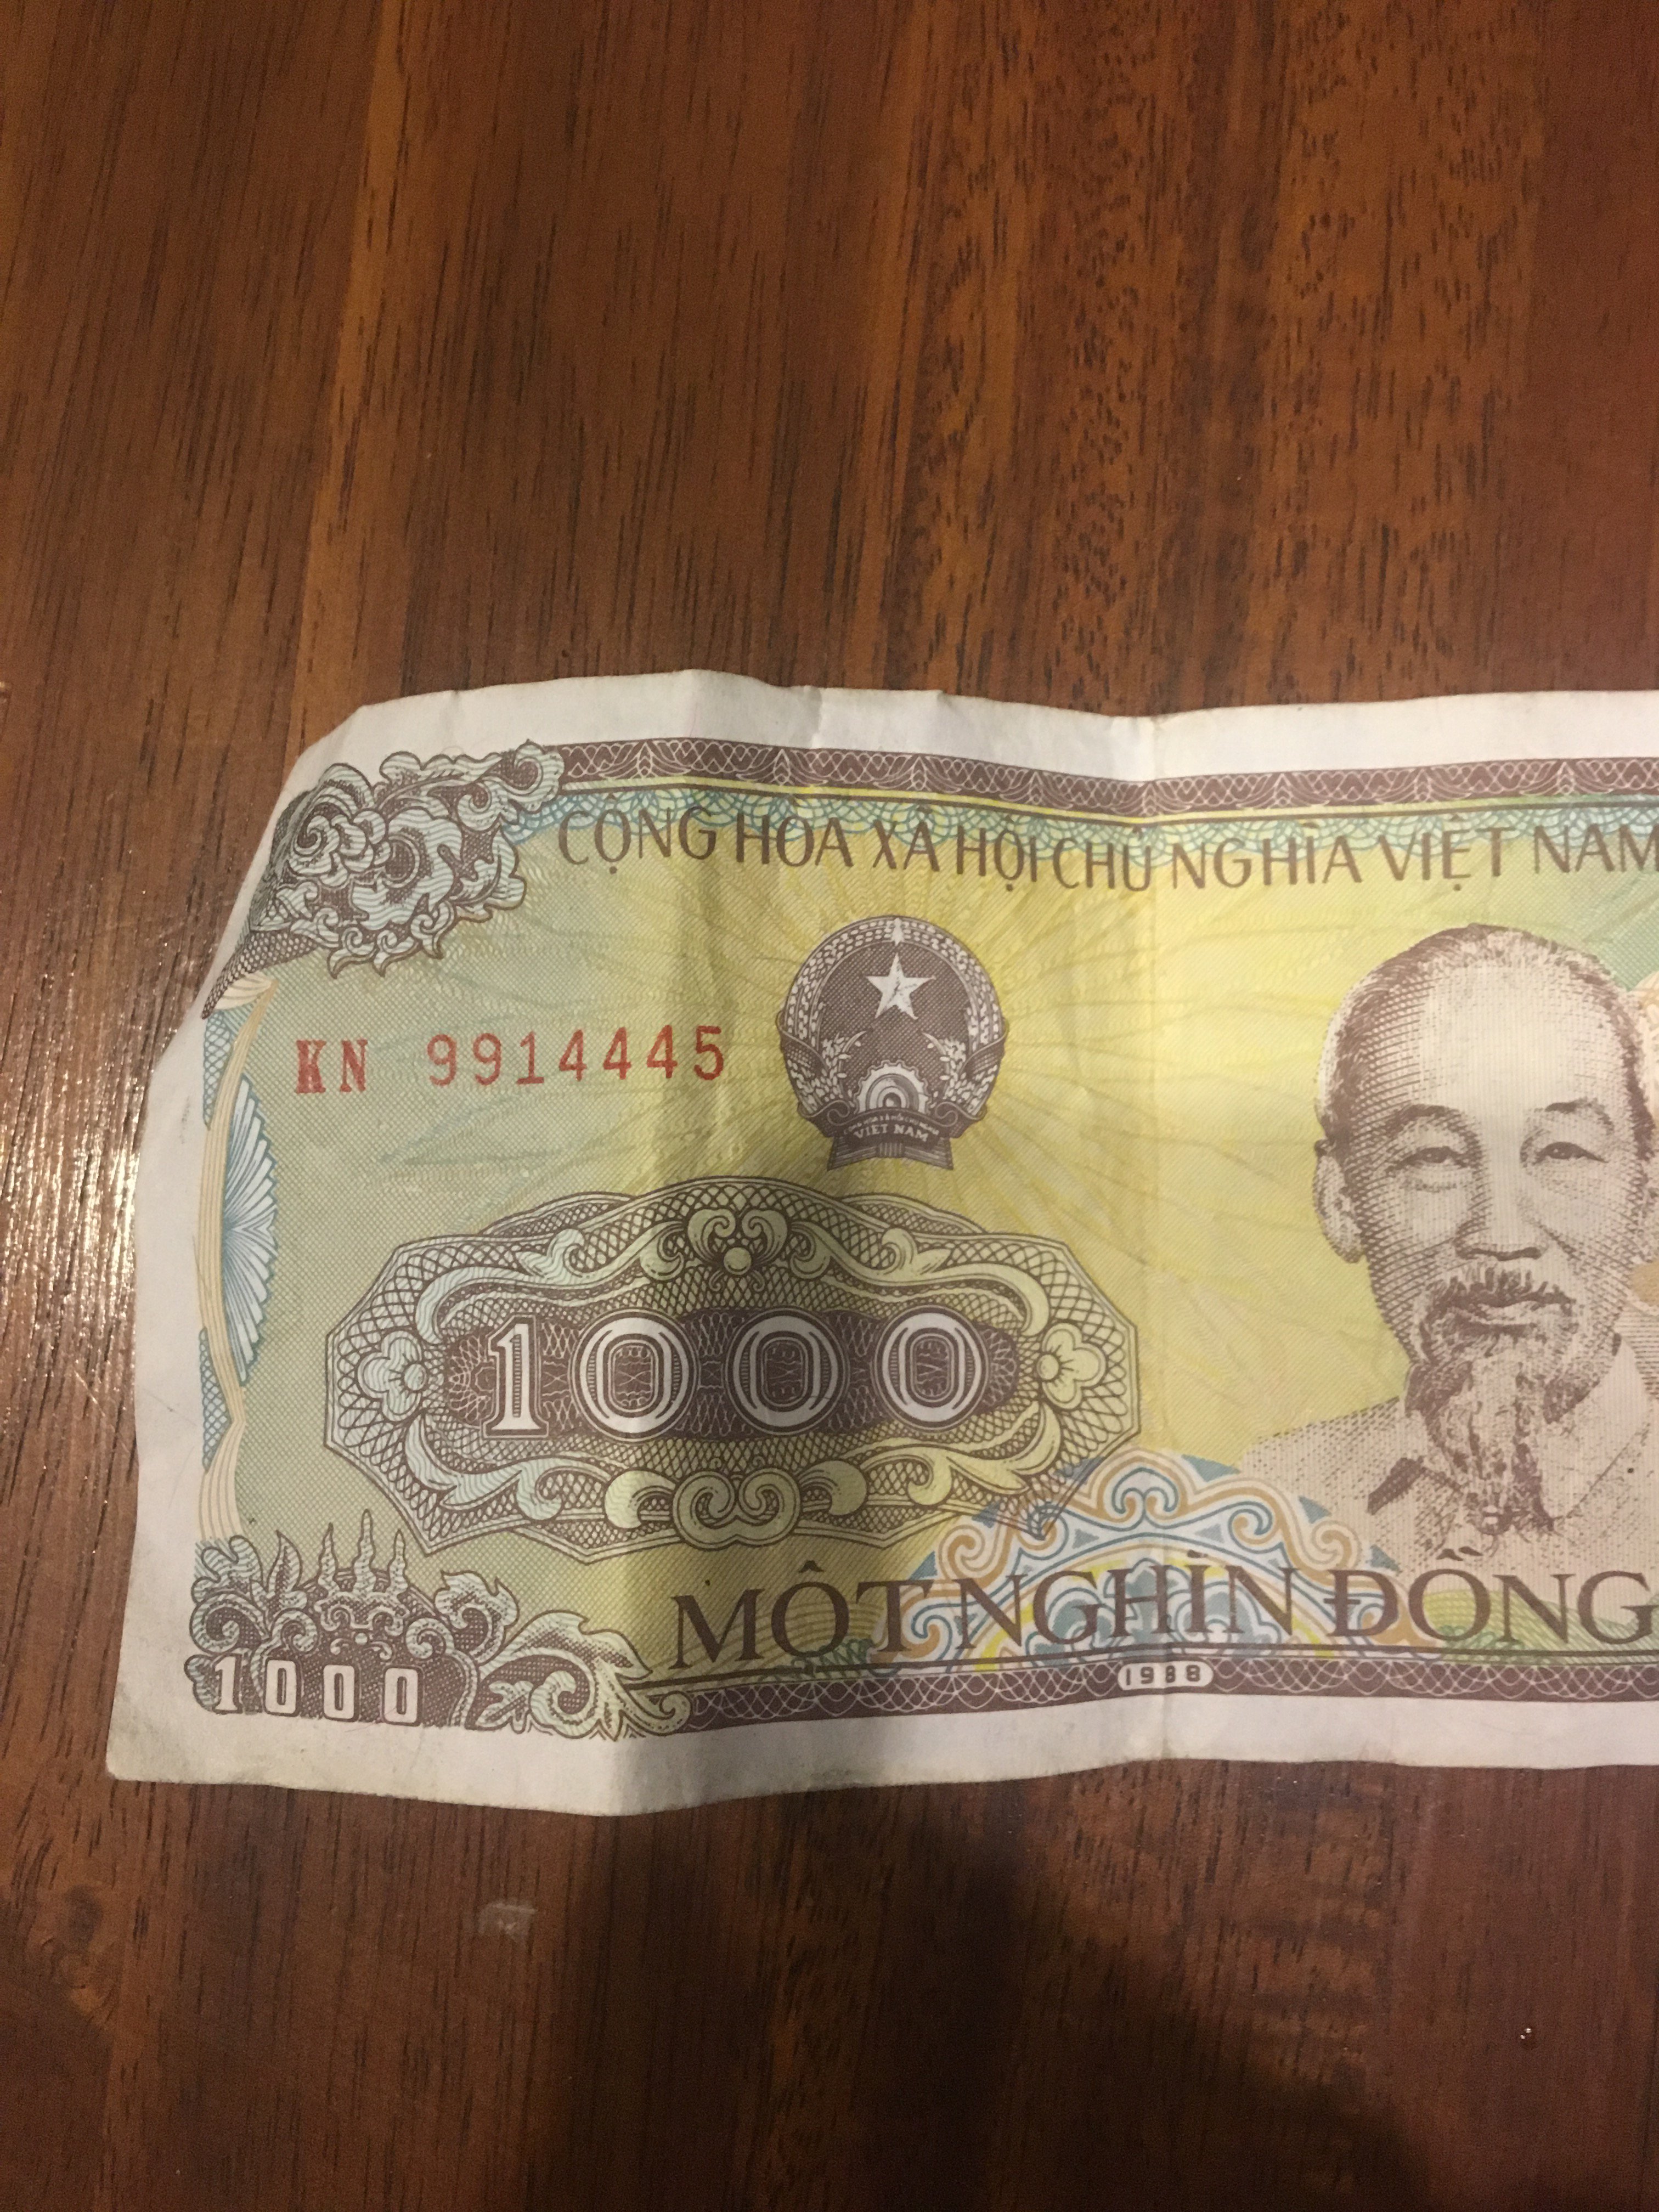 CỘNG HÒA XÃ HỘI CHỦ NGHĨA VIỆT NAM
KN 9914445
VIỆT NAM
1000
MỘT NGHÌN ĐỒNG
1000
1988